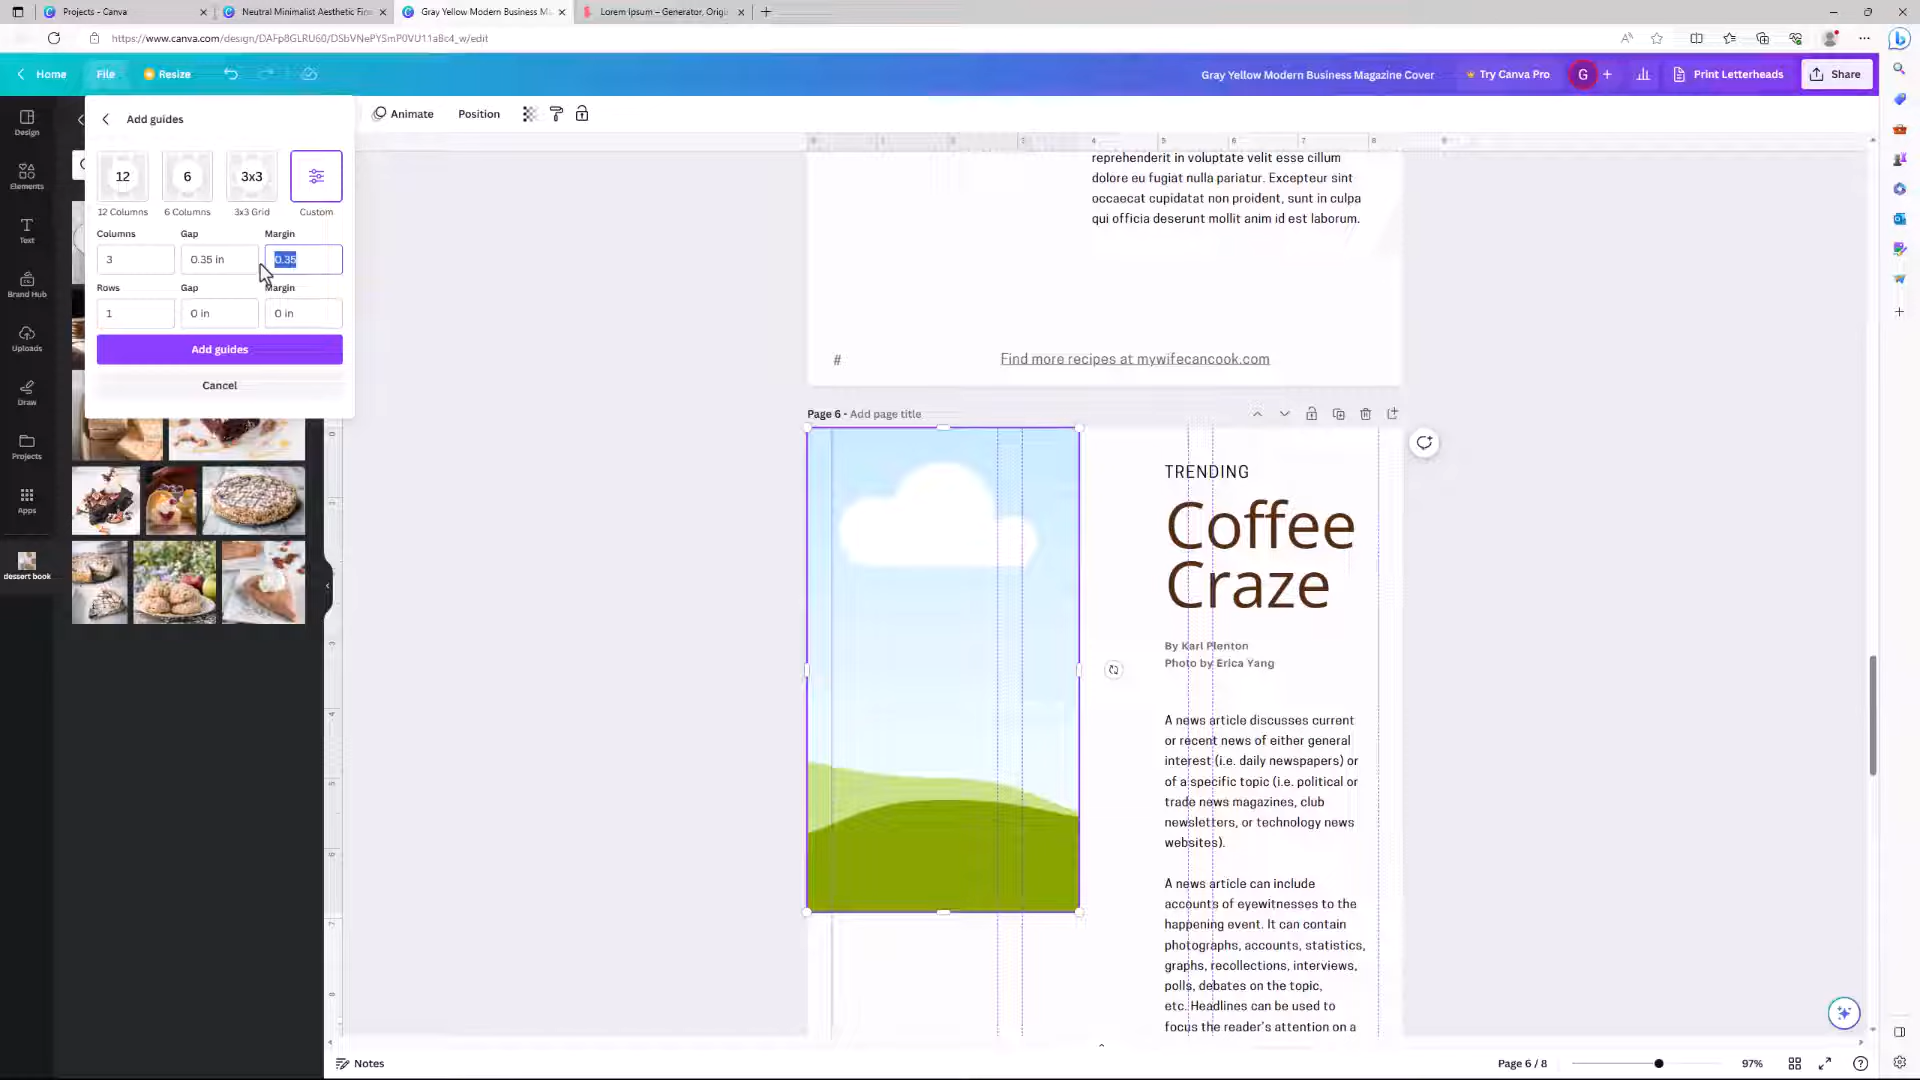 Projects - Canva
Neutral Minimalist Aesthetic Fin
Gray Yellow Modern Business M
Lorem Ipsum – Generator, Orig
https://www.canva.com/design/DAFp8GLRU60/DSbVNePYSmP0VU11aBc4_w/edit
Home
File
Resize
Gray Yellow Modern Business Magazine Cover
Try Canva Pro
G
Print Letterheads
Share
Animate
Position
Add guides
12
6
3x3
12 Columns
6 Columns
3x3 Grid
Custom
Columns
Gap
Margin
3
0.35 in
0.35
Rows
Gap
Margin
1
0 in
0 in
Add guides
Cancel
Design
Elements
Text
Brand Hub
Uploads
Draw
Projects
Apps
dessert book
reprehenderit in voluptate velit esse cillum
dolore eu fugiat nulla pariatur. Excepteur sint
occaecat cupidatat non proident, sunt in culpa
qui officia deserunt mollit anim id est laborum.
#
Find more recipes at mywifecancook.com
Page 6 - Add page title
TRENDING
Coffee
Craze
By Karl Plenton
Photo by Erica Yang
A news article discusses current
or recent news of either general
interest (i.e. daily newspapers) or
of a specific topic (i.e. political or
trade news magazines, club
newsletters, or technology news
websites).
A news article can include
accounts of eyewitnesses to the
happening event. It can contain
photographs, accounts, statistics,
graphs, recollections, interviews,
polls, debates on the topic,
etc. Headlines can be used to
focus the reader's attention on a
Notes
Page 6 / 8
97%